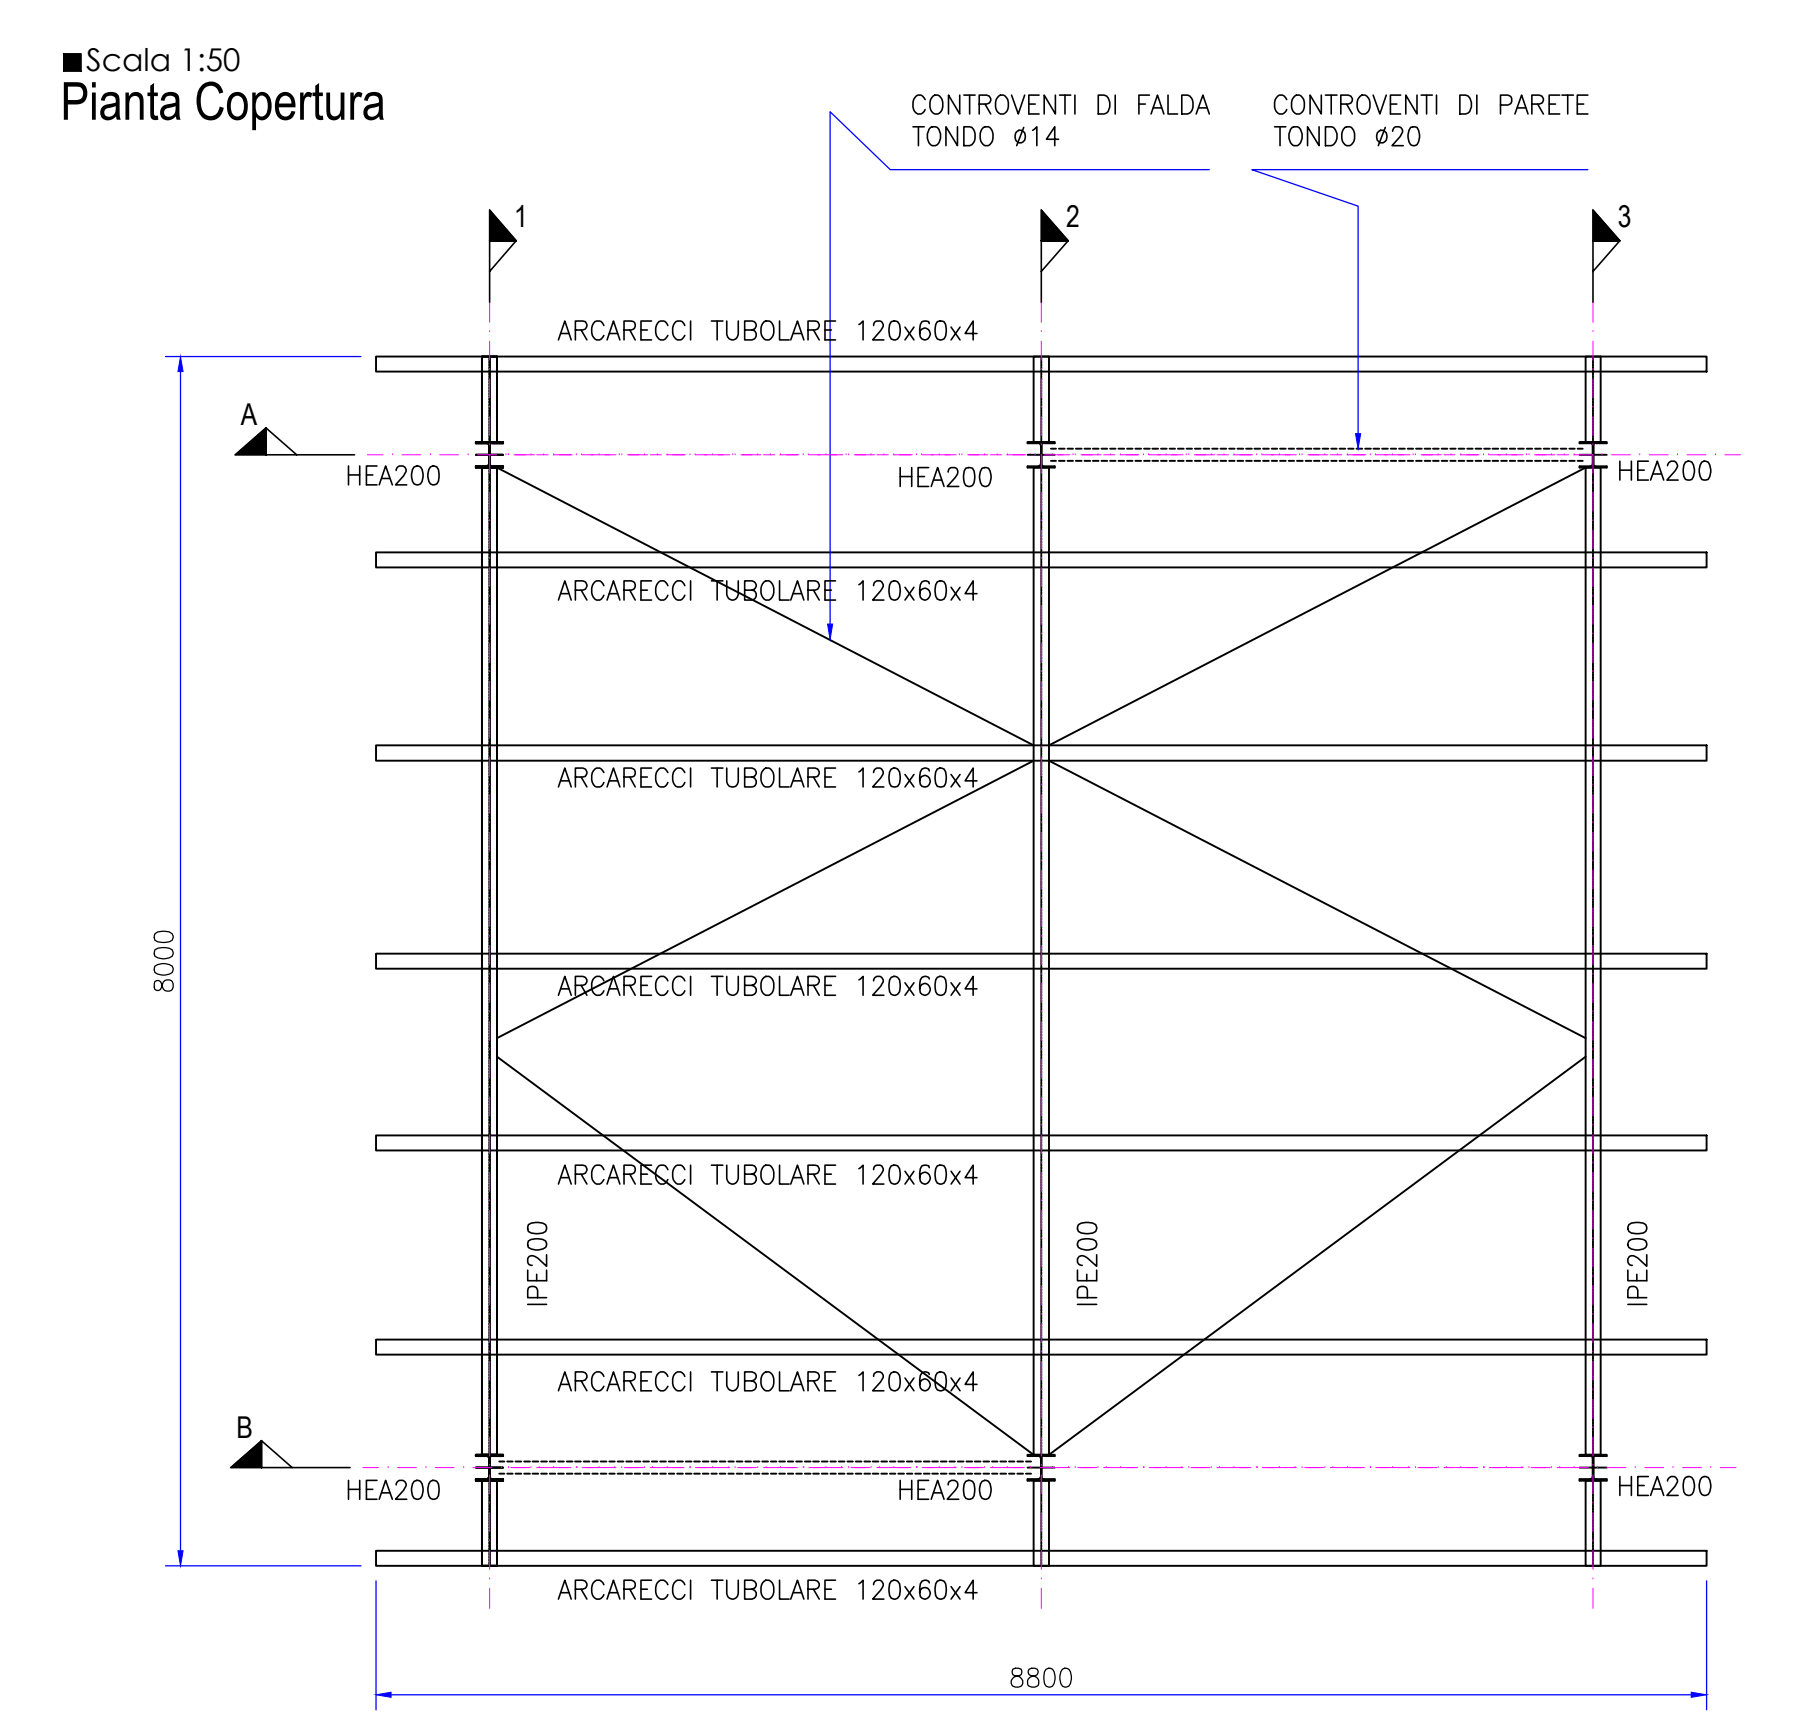 ■Scala 1:50
Pianta Copertura
CONTROVENTI DI FALDA
TONDO ø14
CONTROVENTI DI PARETE
TONDO ø20
1
2
3
ARCARECCI TUBOLARE 120x60x4
A
HEA200
HEA200
HEA200
ARCARECCI TUBOLARE 120x60x4
ARCARECCI TUBOLARE 120x60x4
8000
ARCARECCI TUBOLARE 120x60x4
ARCARECCI TUBOLARE 120x60x4
IPE200
IPE200
IPE200
ARCARECCI TUBOLARE 120x60x4
B
HEA200
HEA200
HEA200
ARCARECCI TUBOLARE 120x60x4
8800